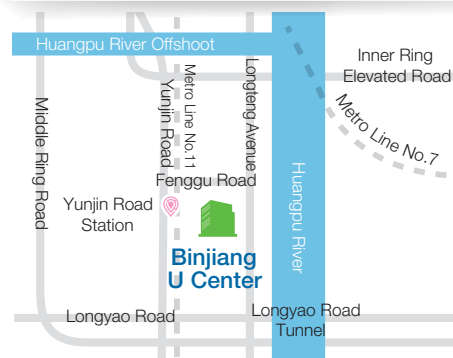 Huangpu River Offshoot
Inner Ring
Elevated Road
Metro Line No.11
Yunjin Road
Longteng Avenue
Middle Ring Road
Metro Line No.7
Fenggu Road
Huangpu River
Yunjin Road
Station
Binjiang
U Center
Longyao Road
Longyao Road
Tunnel